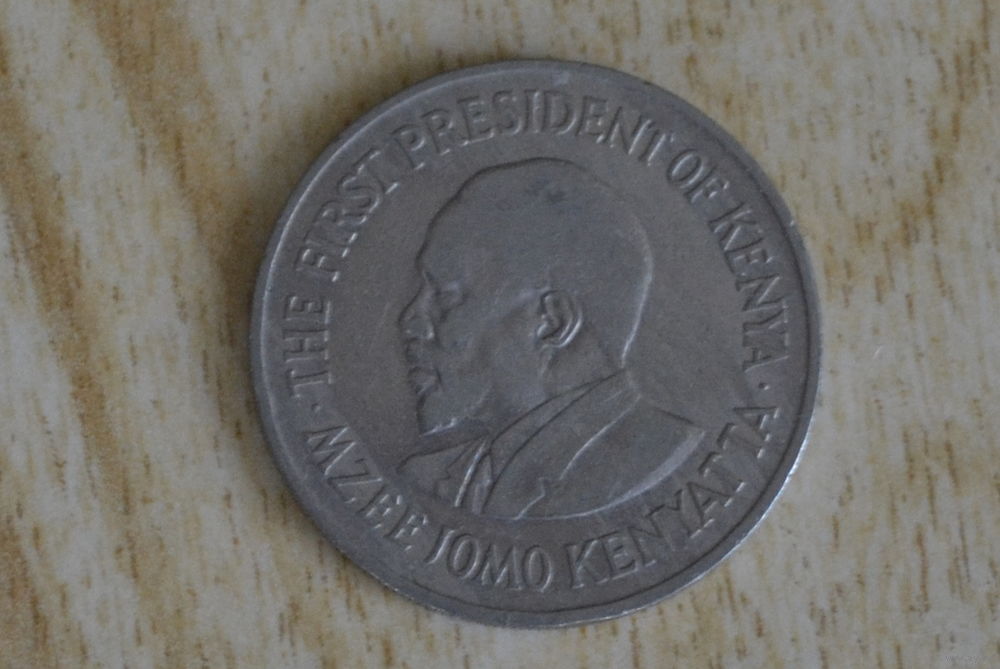 THE FIRST PRESIDENT OF KENYA
MZEE JOMO KENYATTA